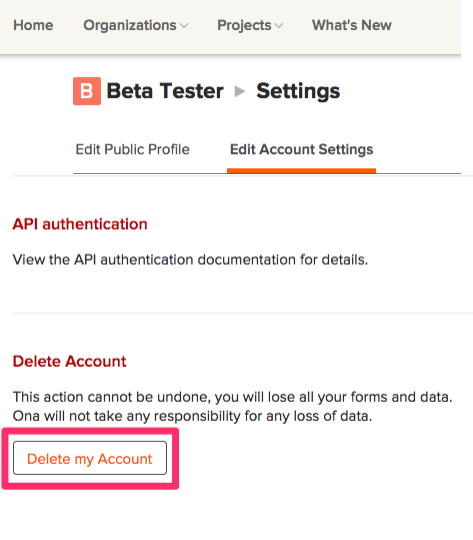 Home Organizations Projects What's New
B Beta Tester ▸ Settings
Edit Public Profile Edit Account Settings
API authentication
View the API authentication documentation for details.
Delete Account
This action cannot be undone, you will lose all your forms and data.
Ona will not take any responsibility for any loss of data.
Delete my Account